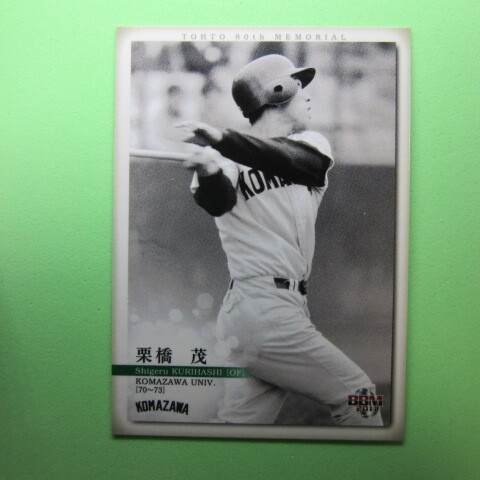 TOHTO 80th MEMORIAL
KOMA
栗橋 茂
Shigeru KURIHASHI [OF]
KOMAZAWA UNIV.
[70~73]
KOMAZAWA
BBM